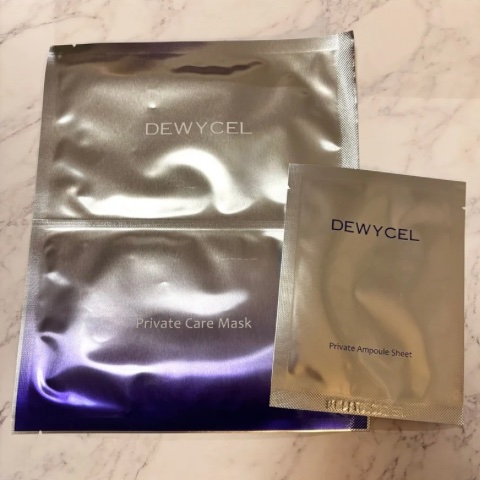 DEWYCEL
Private Care Mask
DEWYCEL
Private Ampoule Sheet